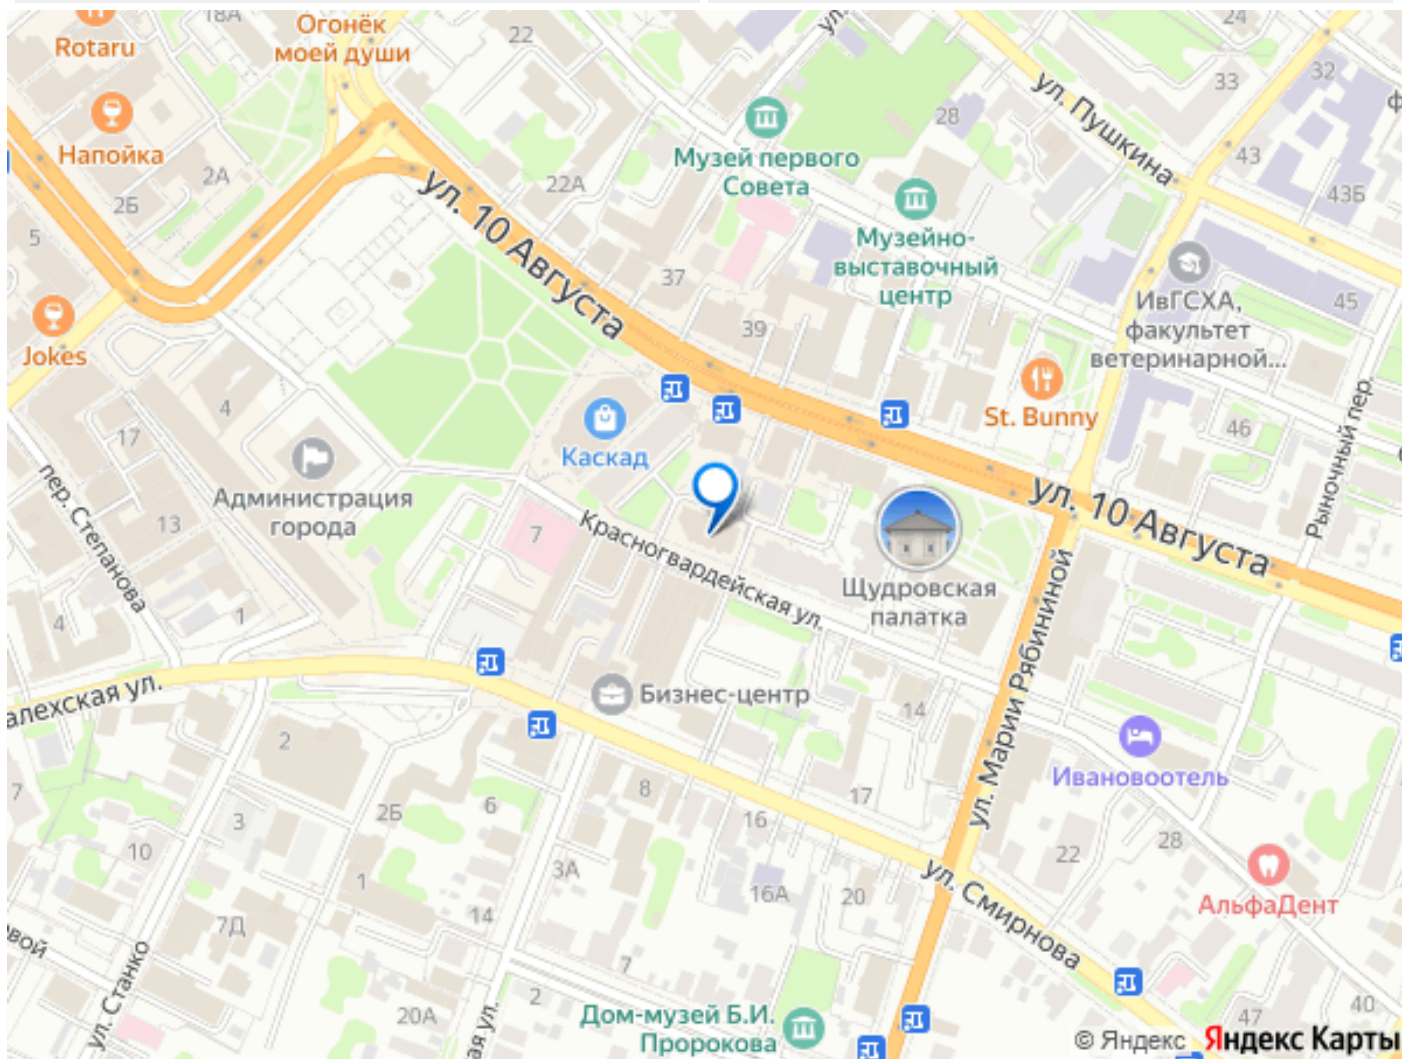 18А
Огонёк
моей души
22
ул.
24
Rotaru
ул. Пушкина
33
32
Напойка
28
Музей первого
Совета
43
43Б
2А
22А
2Б
ул. 10 Августа
Музейно-
выставочный
центр
5
37
ИвГСХА,
факультет
ветеринарной...
45
39
Jokes
4
17
Каскад
St. Bunny
46
Рыночный пер.
пер. Степанова
Администрация
города
13
7
Красногвардейская ул.
ул. 10 Августа
Щудровская
палатка
1
4
ул. Марии Рябининой
алехская ул.
Бизнес-центр
14
2
Ивановоотель
7
8
17
2Б
6
3
16
28
10
22
3А
1
16А
20
ул. Смирнова
АльфаДент
14
7Д
вой
ул. Станко
7
2
20А
ая ул.
Дом-музей Б.И.
Пророкова
47
40
© Яндекс Яндекс Карты